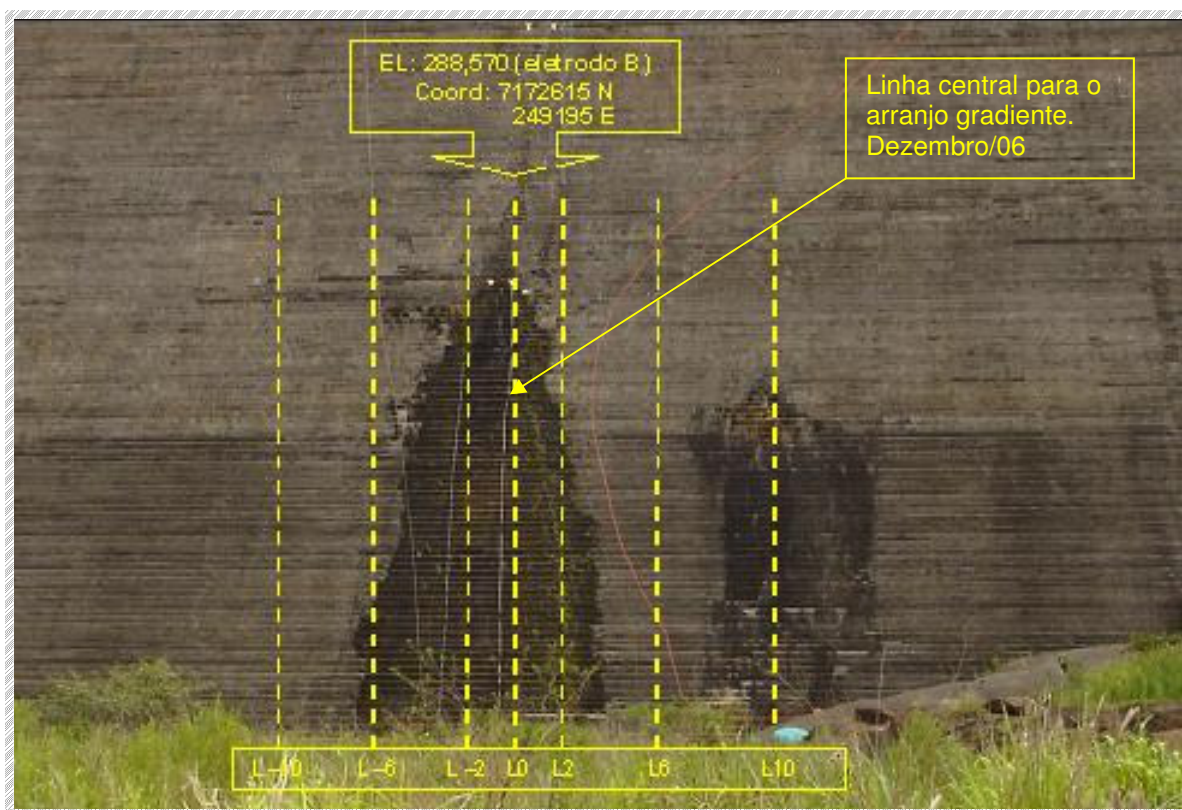 EL: 288,570 (eletrodo B)
Coord: 7172615 N
249195 E
Linha central para o
arranjo gradiente.
Dezembro/06
L -10 L -6 L -2 L0 L2 L6 L10